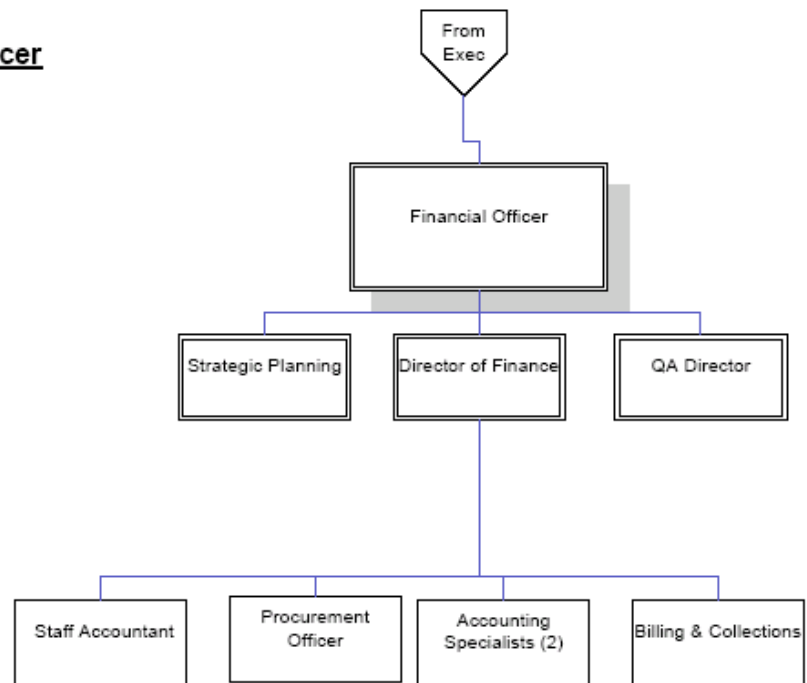 cer
From
Exec
Financial Officer
Strategic Planning
Director of Finance
QA Director
Staff Accountant
Procurement
Officer
Accounting
Specialists (2)
Billing & Collections